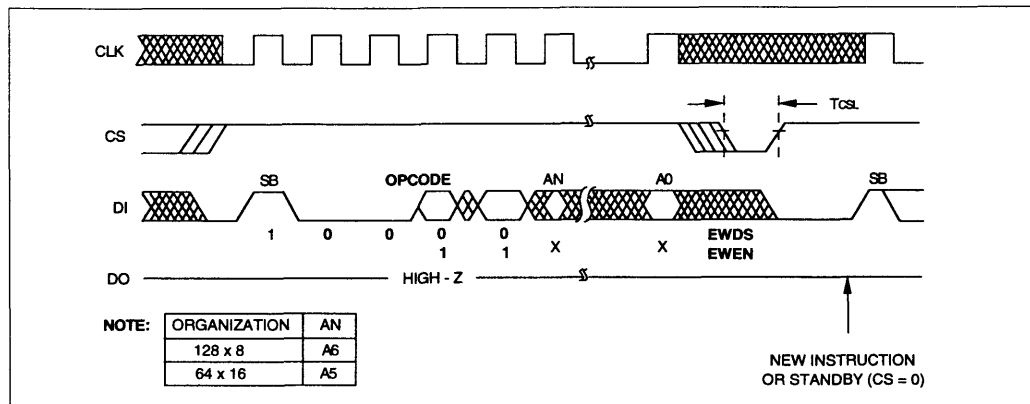 CLK
TCSL
CS
SB OPCODE AN A0 SB
DI
1 0 0 0 0 EWDS
1 1 X X EWEN
DO HIGH - Z
NOTE: ORGANIZATION AN
128 x 8 A6
64 x 16 A5
NEW INSTRUCTION
OR STANDBY (CS = 0)